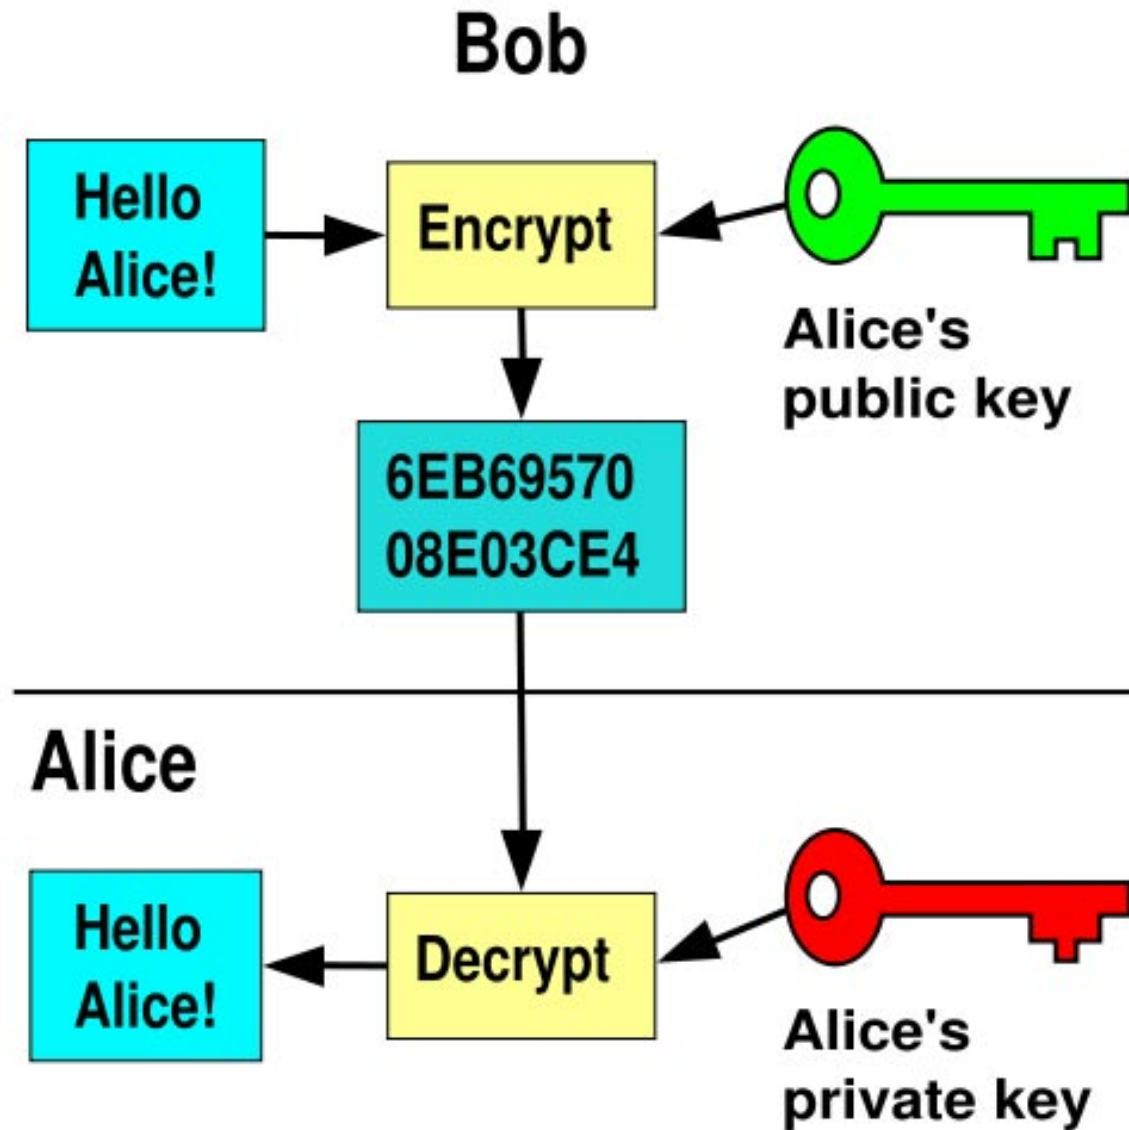 Bob
Hello
Alice!
Encrypt
Alice's
public key
6EB69570
08E03CE4
Alice
Hello
Alice!
Decrypt
Alice's
private key